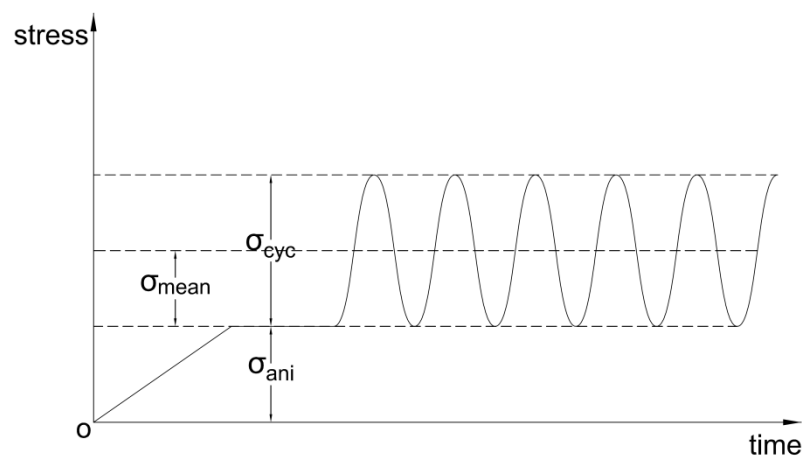 stress
σcyc
σmean
σani
o
time